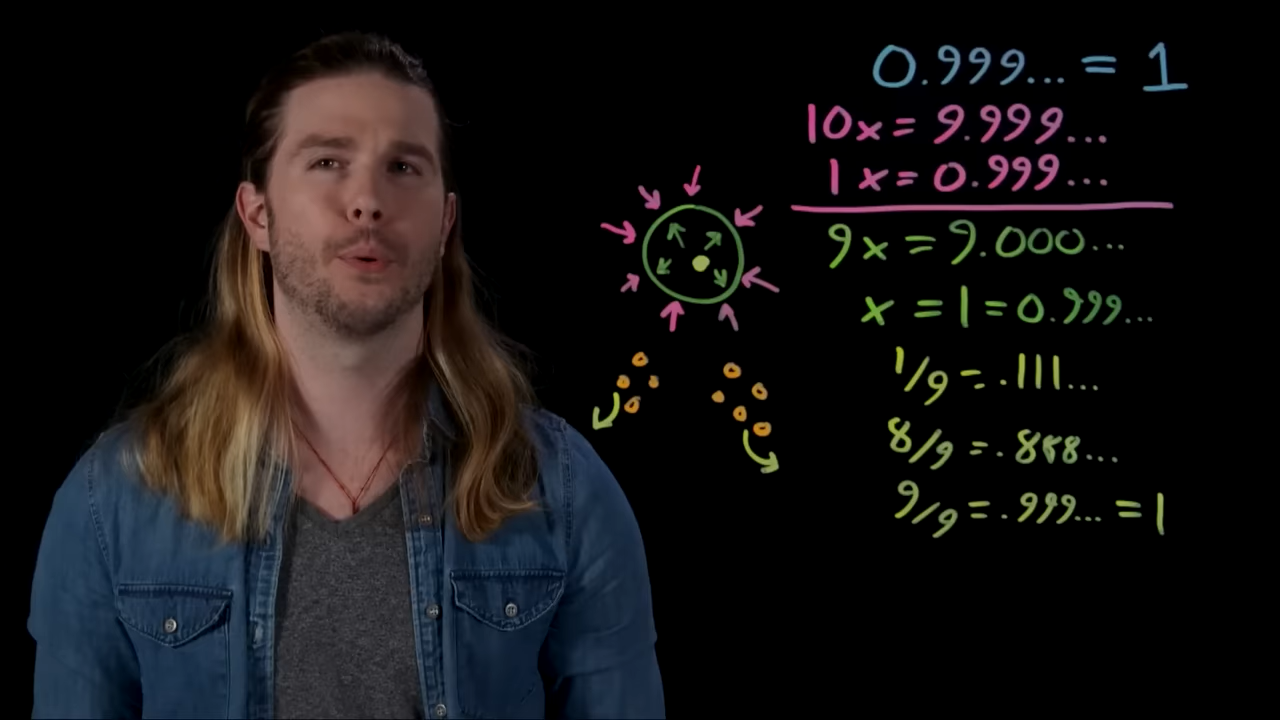 0.999... = 1
10x = 9.999...
1x = 0.999...
9x = 9.000...
x = 1 = 0.999...
1/9 = .111...
8/9 = .888...
9/9 = .999... = 1